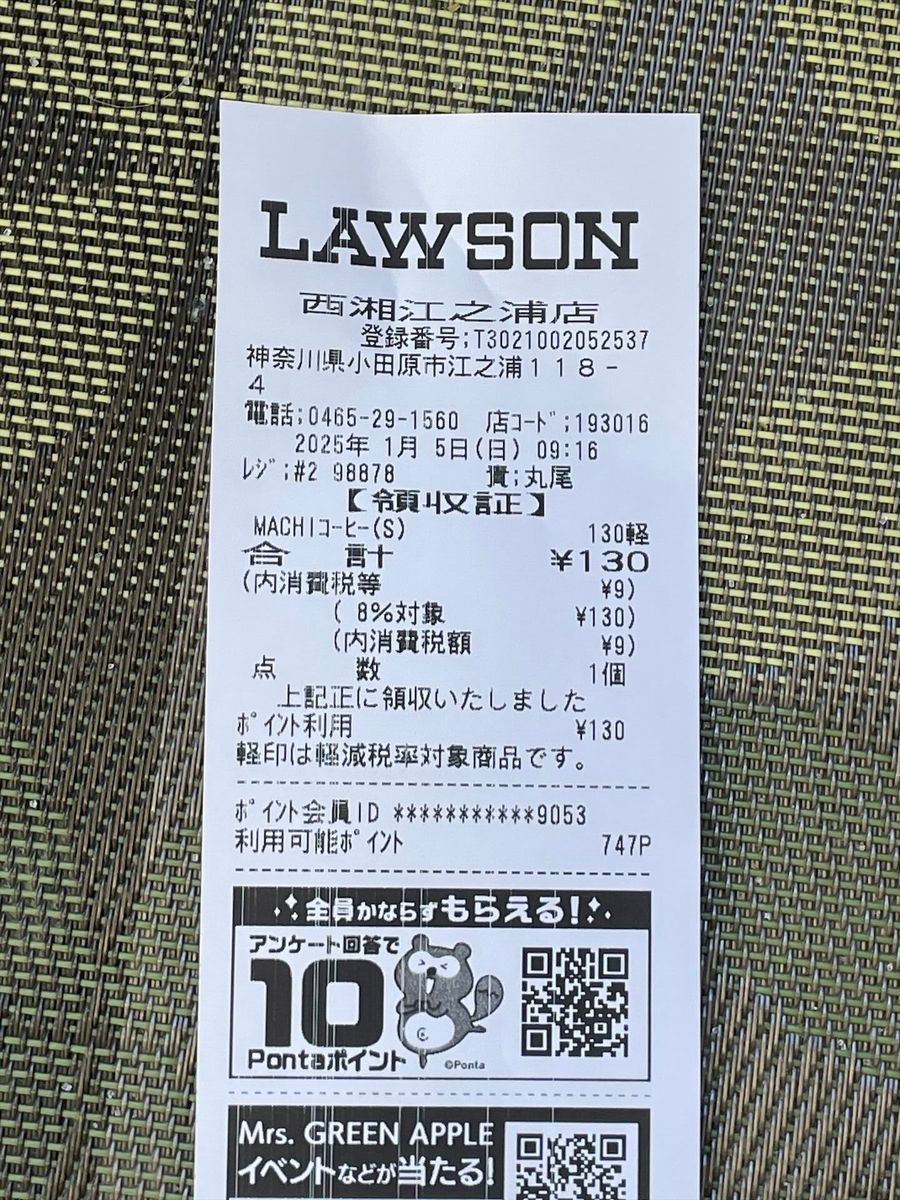 LAWSON
西湘江之浦店
登録番号;T3021002052537
神奈川県小田原市江之浦118-
4
電話;0465-29-1560 店コード;193016
2025年 1月 5日(日) 09:16
レジ;#2 98878 責;丸尾
【領収証】
MACHIコーヒー(S) 130軽
合 計 ¥130
(内消費税等 ¥9)
( 8%対象 ¥130)
(内消費税額 ¥9)
点 数 1個
上記正に領収いたしました
ポイント利用 ¥130
軽印は軽減税率対象商品です。
ポイント会員ID ***********9053
利用可能ポイント 747P
全員かならずもらえる!
アンケート回答で
10
Pontaポイント
©Ponta
Mrs. GREEN APPLE
イベントなどが当たる!